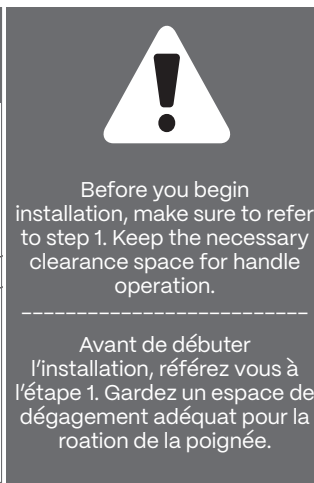 Before you begin
installation, make sure to refer
to step 1. Keep the necessary
clearance space for handle
operation.
Avant de débuter
l'installation, référez vous à
l'étape 1. Gardez un espace de
dégagement adéquat pour la
roation de la poignée.